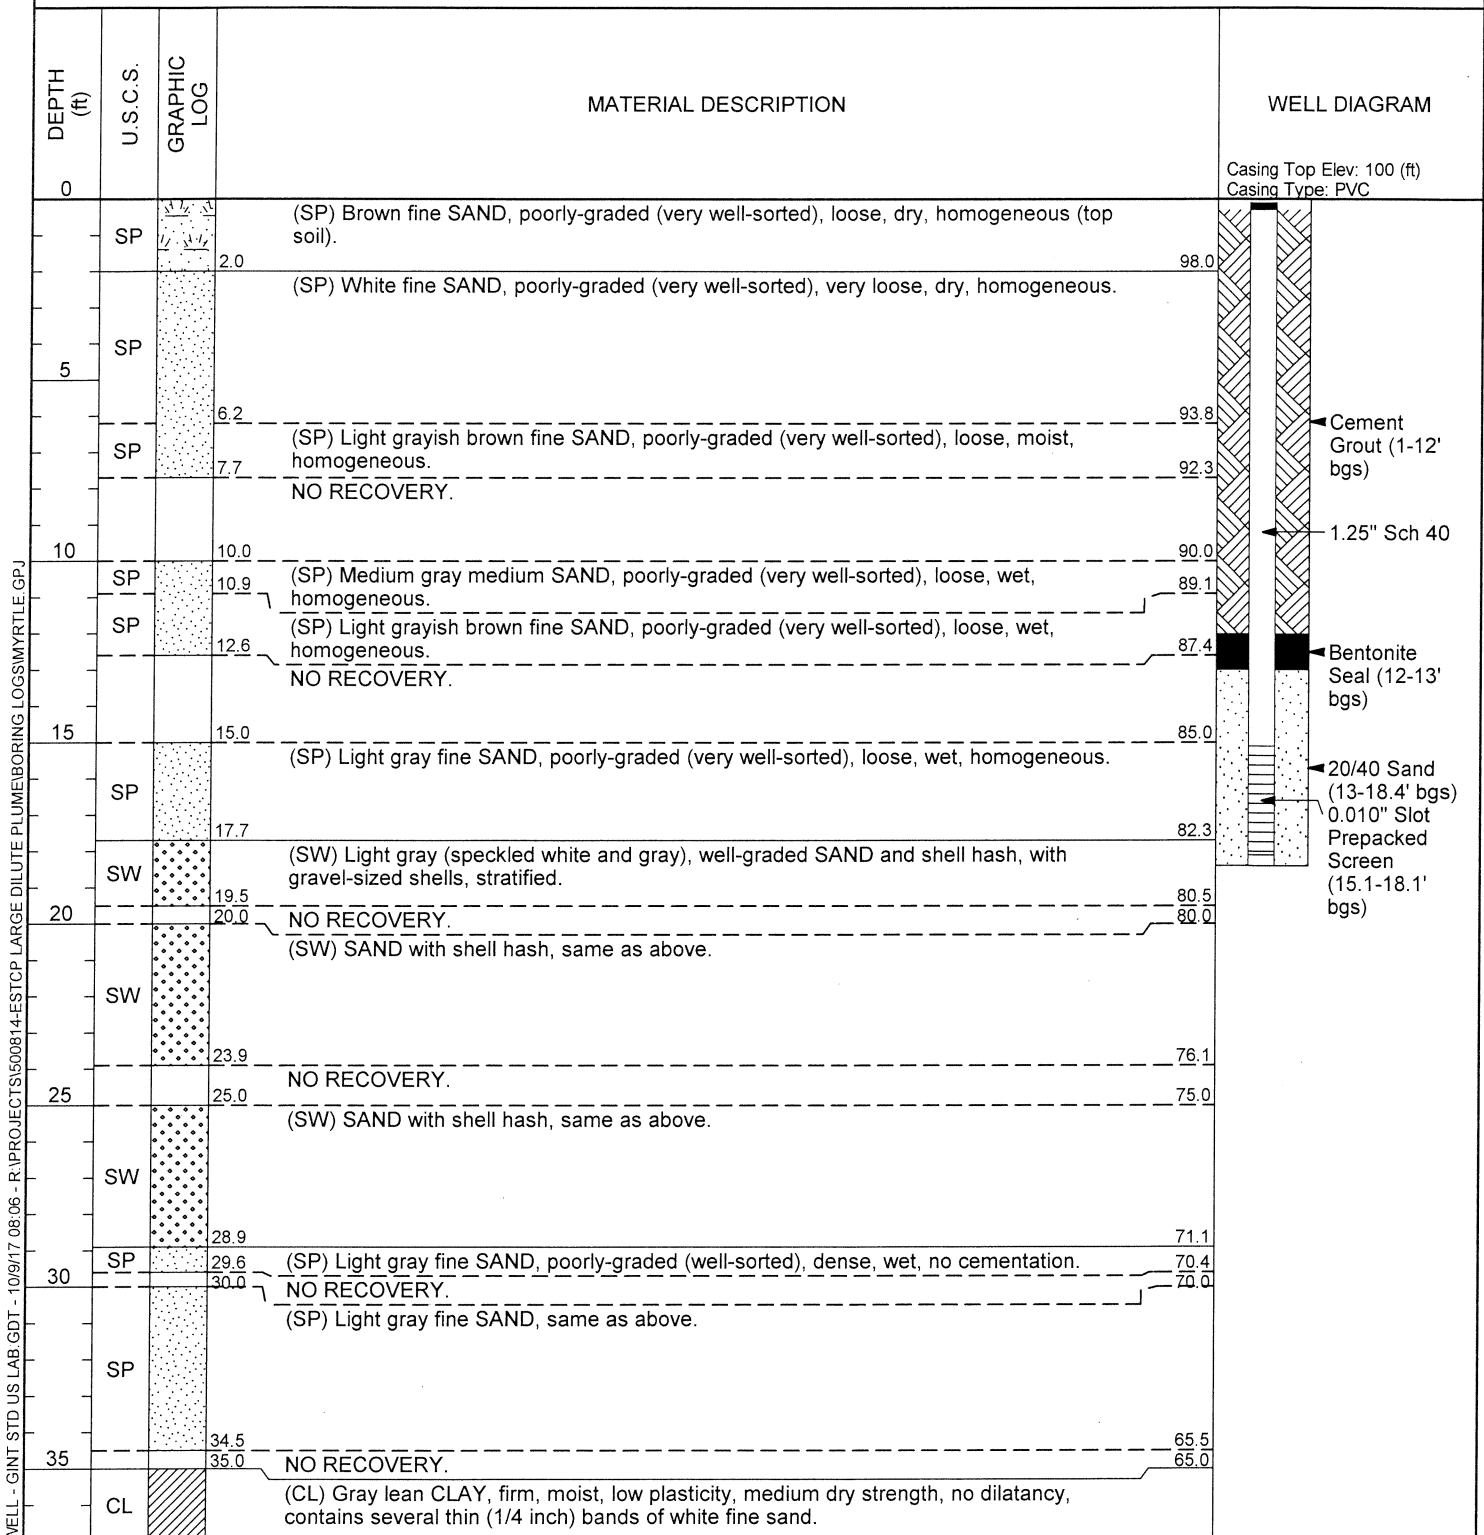 DEPTH
(ft)
U.S.C.S.
GRAPHIC
LOG
MATERIAL DESCRIPTION
WELL DIAGRAM
Casing Top Elev: 100 (ft)
Casing Type: PVC
0
SP
(SP) Brown fine SAND, poorly-graded (very well-sorted), loose, dry, homogeneous (top
soil).
2.0
98.0
(SP) White fine SAND, poorly-graded (very well-sorted), very loose, dry, homogeneous.
SP
5
6.2
93.8
(SP) Light grayish brown fine SAND, poorly-graded (very well-sorted), loose, moist,
homogeneous.
SP
7.7
92.3
NO RECOVERY.
Cement
Grout (1-12'
bgs)
1.25" Sch 40
10
10.0
90.0
SP
(SP) Medium gray medium SAND, poorly-graded (very well-sorted), loose, wet,
homogeneous.
10.9
89.1
SP
(SP) Light grayish brown fine SAND, poorly-graded (very well-sorted), loose, wet,
homogeneous.
12.6
87.4
NO RECOVERY.
Bentonite
Seal (12-13'
bgs)
15
15.0
85.0
(SP) Light gray fine SAND, poorly-graded (very well-sorted), loose, wet, homogeneous.
SP
20/40 Sand
(13-18.4' bgs)
0.010" Slot
Prepacked
Screen
(15.1-18.1'
bgs)
17.7
82.3
(SW) Light gray (speckled white and gray), well-graded SAND and shell hash, with
gravel-sized shells, stratified.
SW
19.5
80.5
NO RECOVERY.
20
20.0
80.0
(SW) SAND with shell hash, same as above.
SW
23.9
76.1
NO RECOVERY.
25
25.0
75.0
(SW) SAND with shell hash, same as above.
SW
28.9
71.1
SP
(SP) Light gray fine SAND, poorly-graded (well-sorted), dense, wet, no cementation.
29.6
70.4
NO RECOVERY.
30
30.0
70.0
(SP) Light gray fine SAND, same as above.
SP
34.5
65.5
NO RECOVERY.
35
35.0
65.0
(CL) Gray lean CLAY, firm, moist, low plasticity, medium dry strength, no dilatancy,
contains several thin (1/4 inch) bands of white fine sand.
CL
WELL - GINT STD US LAB.GDT - 10/9/17 08:06 - R:\PROJECTS\500814-ESTCP LARGE DILUTE PLUME\BORING LOGS\MYRTLE.GPJ